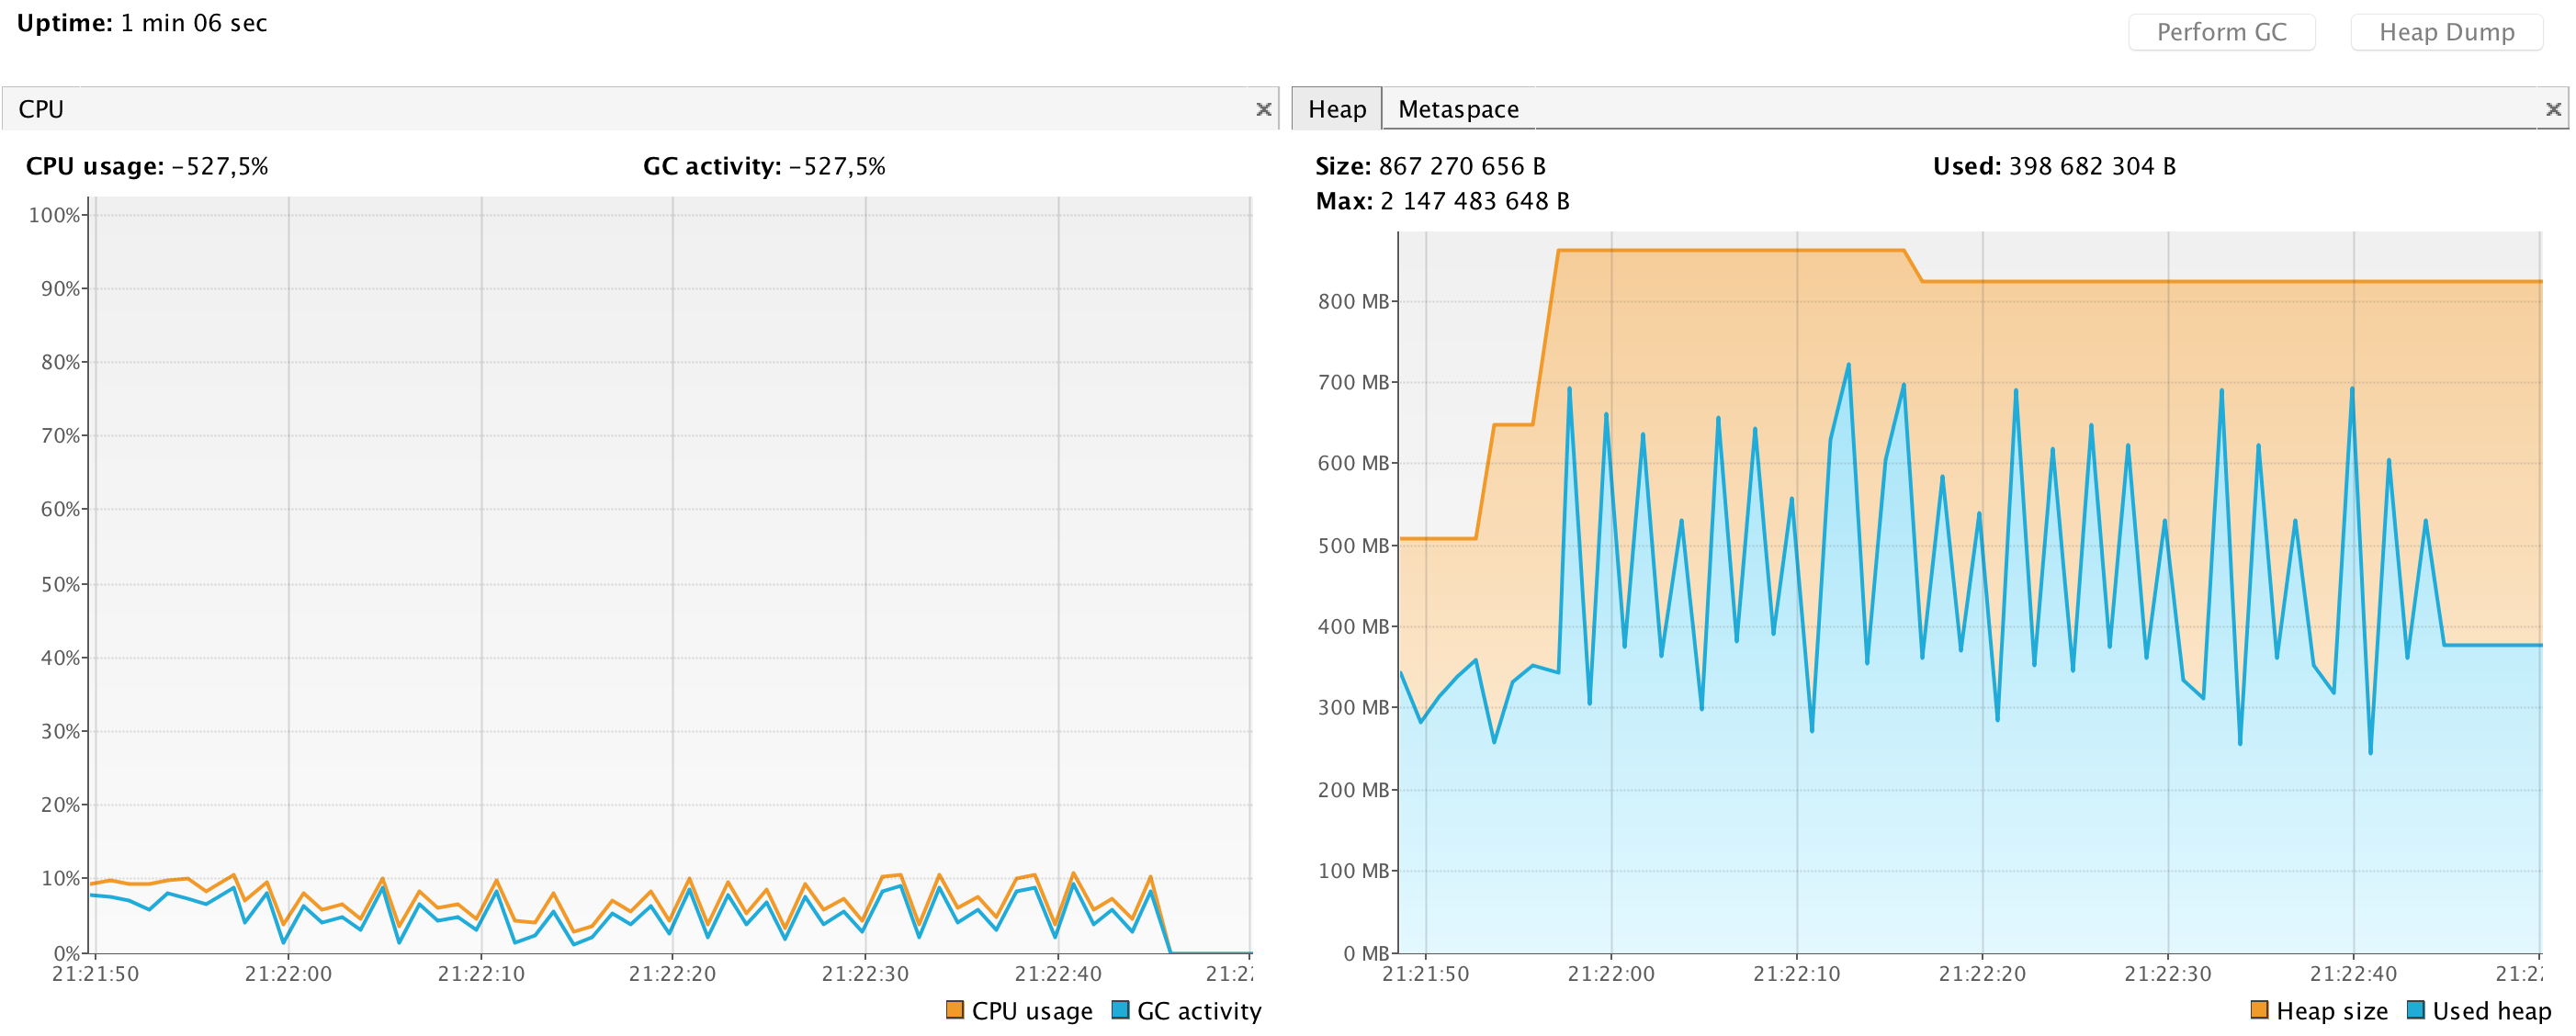 Uptime: 1 min 06 sec
Perform GC
Heap Dump
CPU
CPU usage: -527,5%
GC activity: -527,5%
100%
90%
80%
70%
60%
50%
40%
30%
20%
10%
0%
21:21:50
21:22:00
21:22:10
21:22:20
21:22:30
21:22:40
21:2
CPU usage
GC activity
Heap
Metaspace
Size: 867 270 656 B
Used: 398 682 304 B
Max: 2 147 483 648 B
800 MB
700 MB
600 MB
500 MB
400 MB
300 MB
200 MB
100 MB
0 MB
21:21:50
21:22:00
21:22:10
21:22:20
21:22:30
21:22:40
21:2
Heap size
Used heap